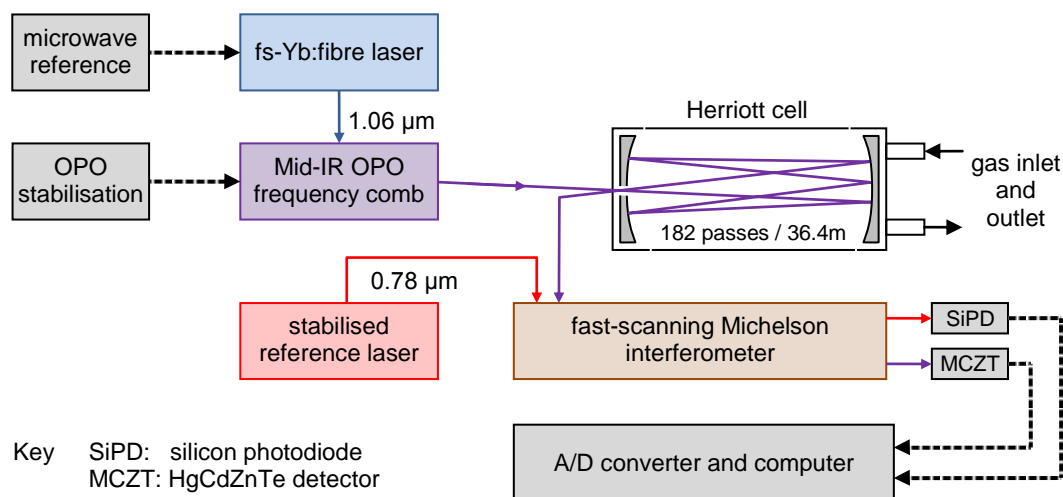 microwave
reference
fs-Yb:fibre laser
1.06 µm
Herriott cell
OPO
stabilisation
Mid-IR OPO
frequency comb
gas inlet
and
outlet
182 passes / 36.4m
0.78 µm
stabilised
reference laser
fast-scanning Michelson
interferometer
SiPD
MCZT
Key SiPD: silicon photodiode
MCZT: HgCdZnTe detector
A/D converter and computer